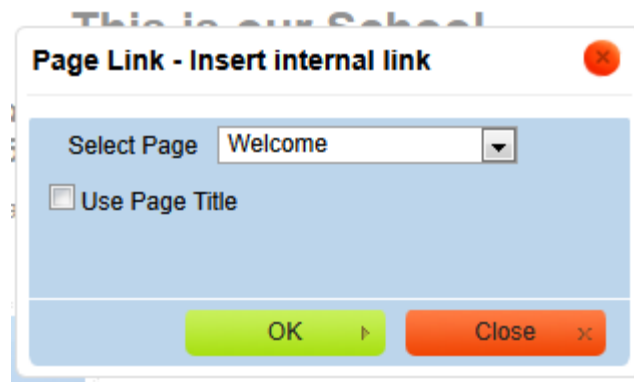 This is our School
Page Link - Insert internal link
Select Page Welcome
Use Page Title
OK Close